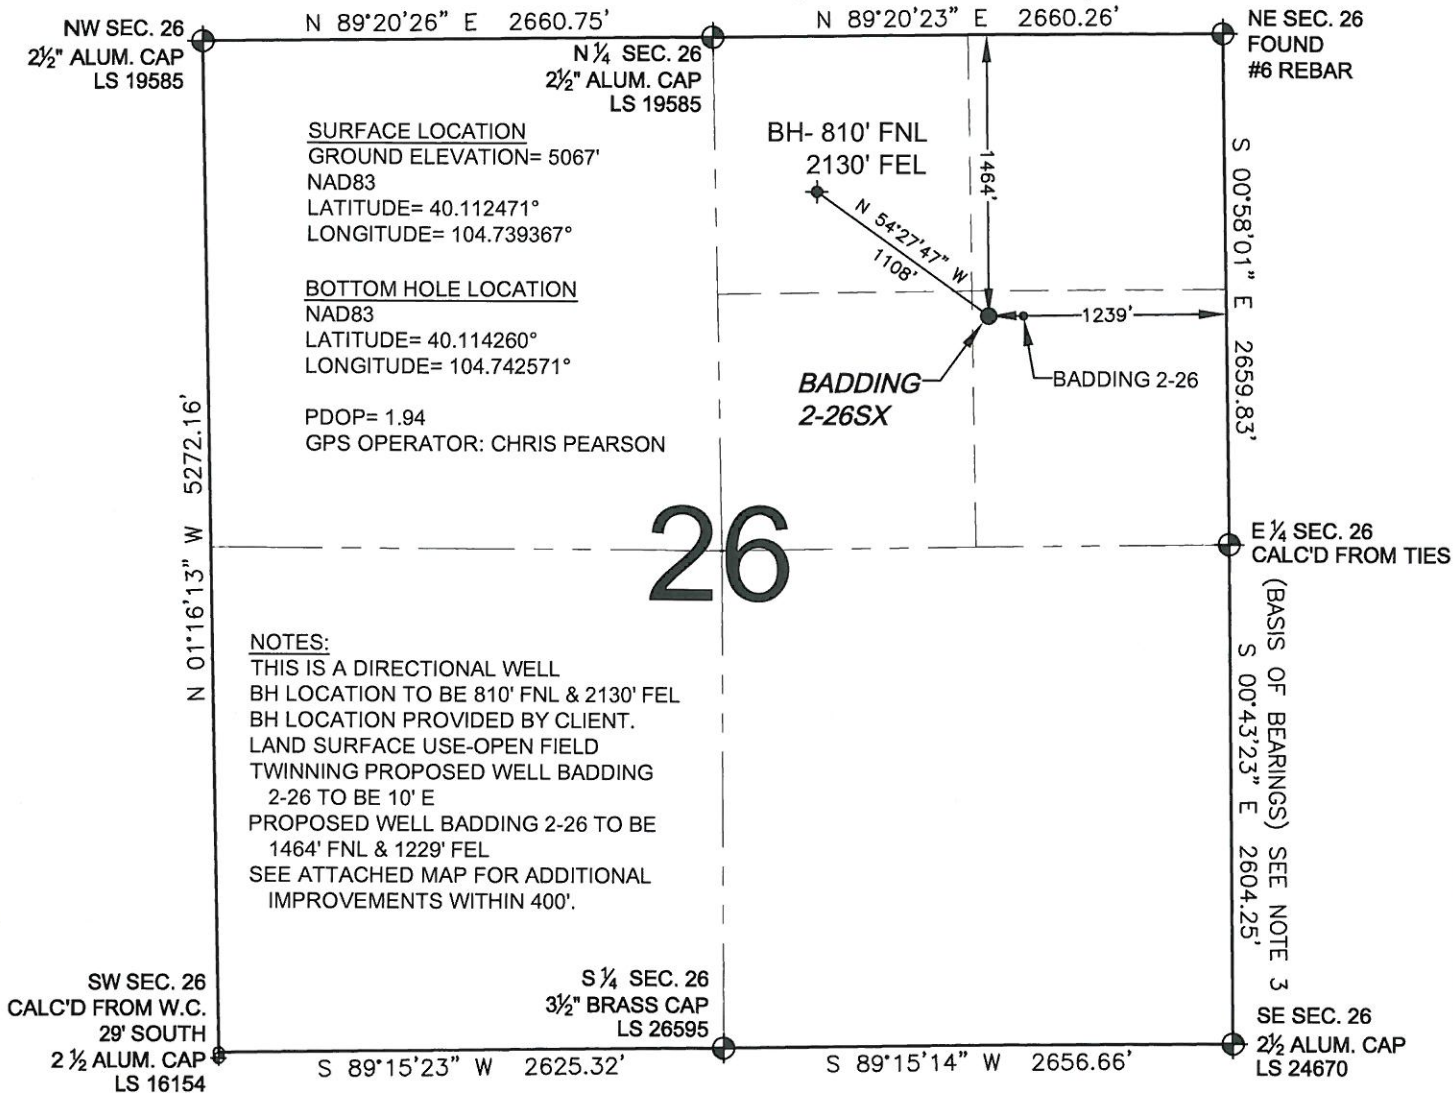 N 89°20'26" E 2660.75'
N 89°20'23" E 2660.26'
NW SEC. 26
2½" ALUM. CAP
LS 19585
N ¼ SEC. 26
2½" ALUM. CAP
LS 19585
NE SEC. 26
FOUND
#6 REBAR
SURFACE LOCATION
GROUND ELEVATION= 5067'
NAD83
LATITUDE= 40.112471°
LONGITUDE= 104.739367°
BOTTOM HOLE LOCATION
NAD83
LATITUDE= 40.114260°
LONGITUDE= 104.742571°
PDOP= 1.94
GPS OPERATOR: CHRIS PEARSON
BH- 810' FNL
2130' FEL
N 54°27'47" W
1108'
1464'
1239'
BADDING
2-26SX
BADDING 2-26
S 00°58'01" E 2659.83'
N 01°16'13" W 5272.16'
26
E ¼ SEC. 26
CALC'D FROM TIES
(BASIS OF BEARINGS) SEE NOTE 3
S 00°43'23" E 2604.25'
NOTES:
THIS IS A DIRECTIONAL WELL
BH LOCATION TO BE 810' FNL & 2130' FEL
BH LOCATION PROVIDED BY CLIENT.
LAND SURFACE USE-OPEN FIELD
TWINNING PROPOSED WELL BADDING
2-26 TO BE 10' E
PROPOSED WELL BADDING 2-26 TO BE
1464' FNL & 1229' FEL
SEE ATTACHED MAP FOR ADDITIONAL
IMPROVEMENTS WITHIN 400'.
SW SEC. 26
CALC'D FROM W.C.
29' SOUTH
2 ½ ALUM. CAP
LS 16154
S ¼ SEC. 26
3½" BRASS CAP
LS 26595
SE SEC. 26
2½ ALUM. CAP
LS 24670
S 89°15'23" W 2625.32'
S 89°15'14" W 2656.66'